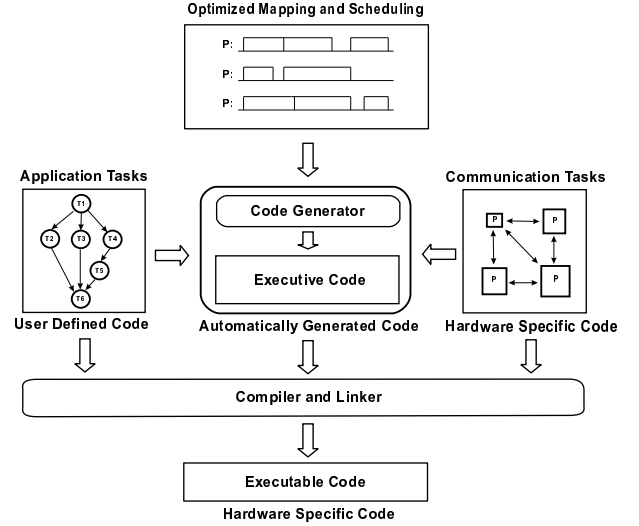 Optimized Mapping and Scheduling
P:
P:
P:
Application Tasks
T1
T2
T3
T4
T5
T6
User Defined Code
Code Generator
Executive Code
Automatically Generated Code
Communication Tasks
P
P
P
P
Hardware Specific Code
Compiler and Linker
Executable Code
Hardware Specific Code